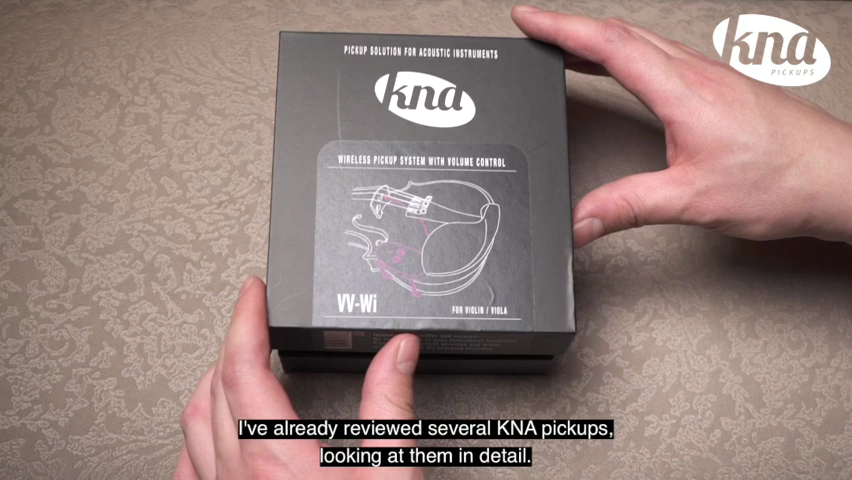 PICKUP SOLUTION FOR ACOUSTIC INSTRUMENTS
kna
kna
PICKUPS
WIRELESS PICKUP SYSTEM WITH VOLUME CONTROL
VV-Wi
FOR VIOLIN / VIOLA
I've already reviewed several KNA pickups,
looking at them in detail.